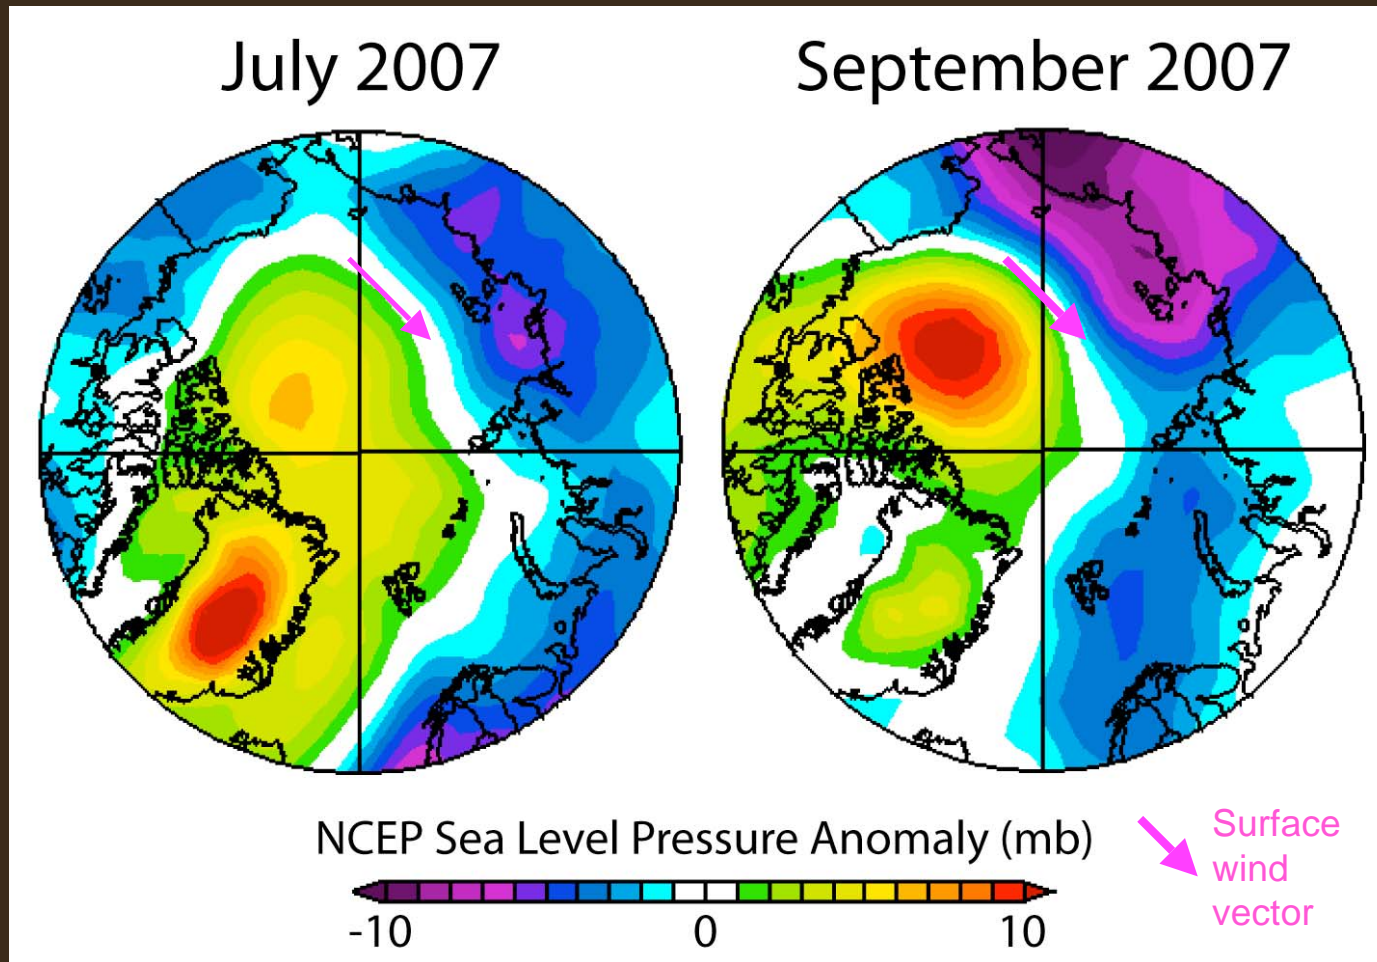 July 2007
September 2007
NCEP Sea Level Pressure Anomaly (mb)
-10
0
10
Surface
wind
vector